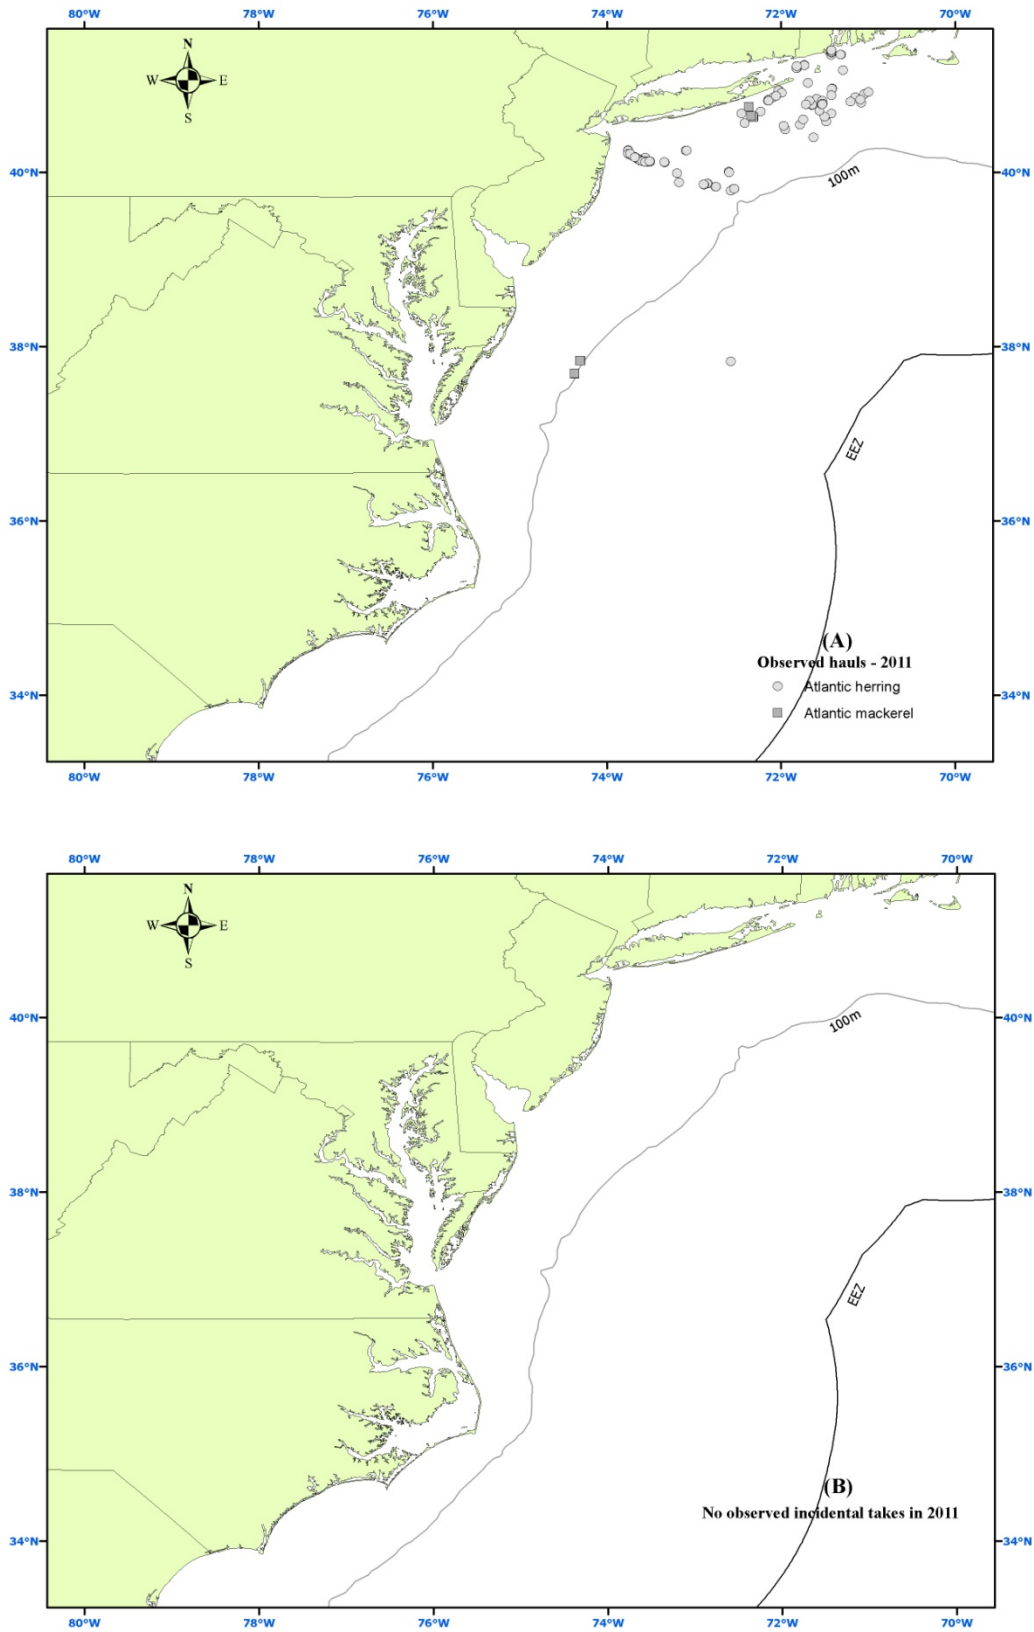 80°W 78°W 76°W 74°W 72°W 70°W
N
W E
S
40°N 40°N
100m
38°N 38°N
EEZ
36°N 36°N
(A)
Observed hauls - 2011
Atlantic herring
34°N 34°N
Atlantic mackerel
80°W 78°W 76°W 74°W 72°W 70°W
80°W 78°W 76°W 74°W 72°W 70°W
N
W E
S
40°N 40°N
100m
38°N 38°N
EEZ
36°N 36°N
(B)
No observed incidental takes in 2011
34°N 34°N
80°W 78°W 76°W 74°W 72°W 70°W